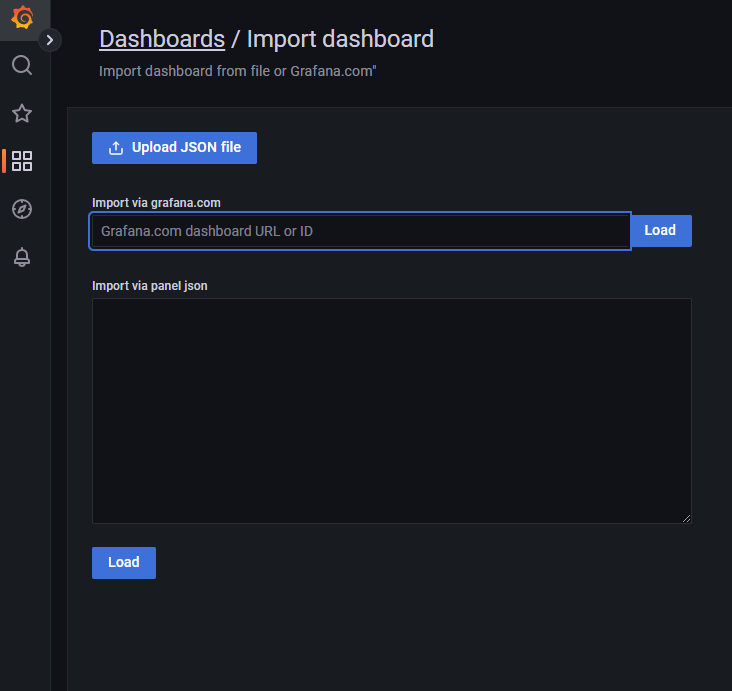 Dashboards / Import dashboard
Import dashboard from file or Grafana.com"
Upload JSON file
Import via grafana.com
Grafana.com dashboard URL or ID
Load
Import via panel json
Load